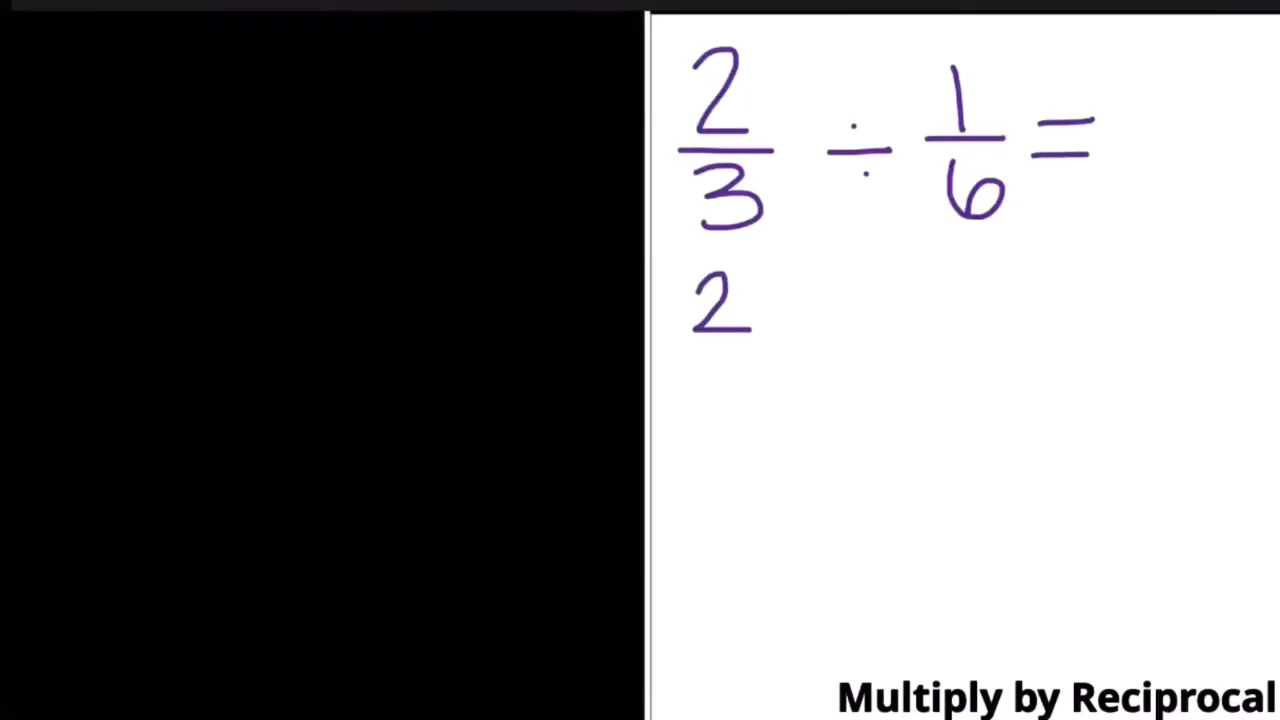 2/3 ÷ 1/6 =
2
Multiply by Reciprocal